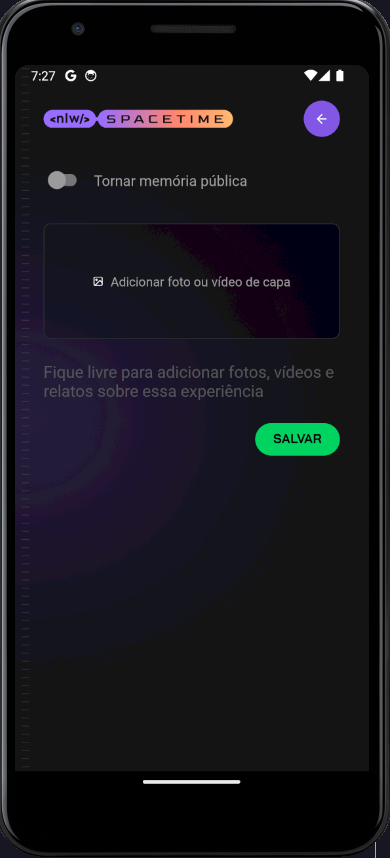 7:27 G
<nlw/> SPACETIME
Tornar memória pública
Adicionar foto ou vídeo de capa
Fique livre para adicionar fotos, vídeos e
relatos sobre essa experiência
SALVAR